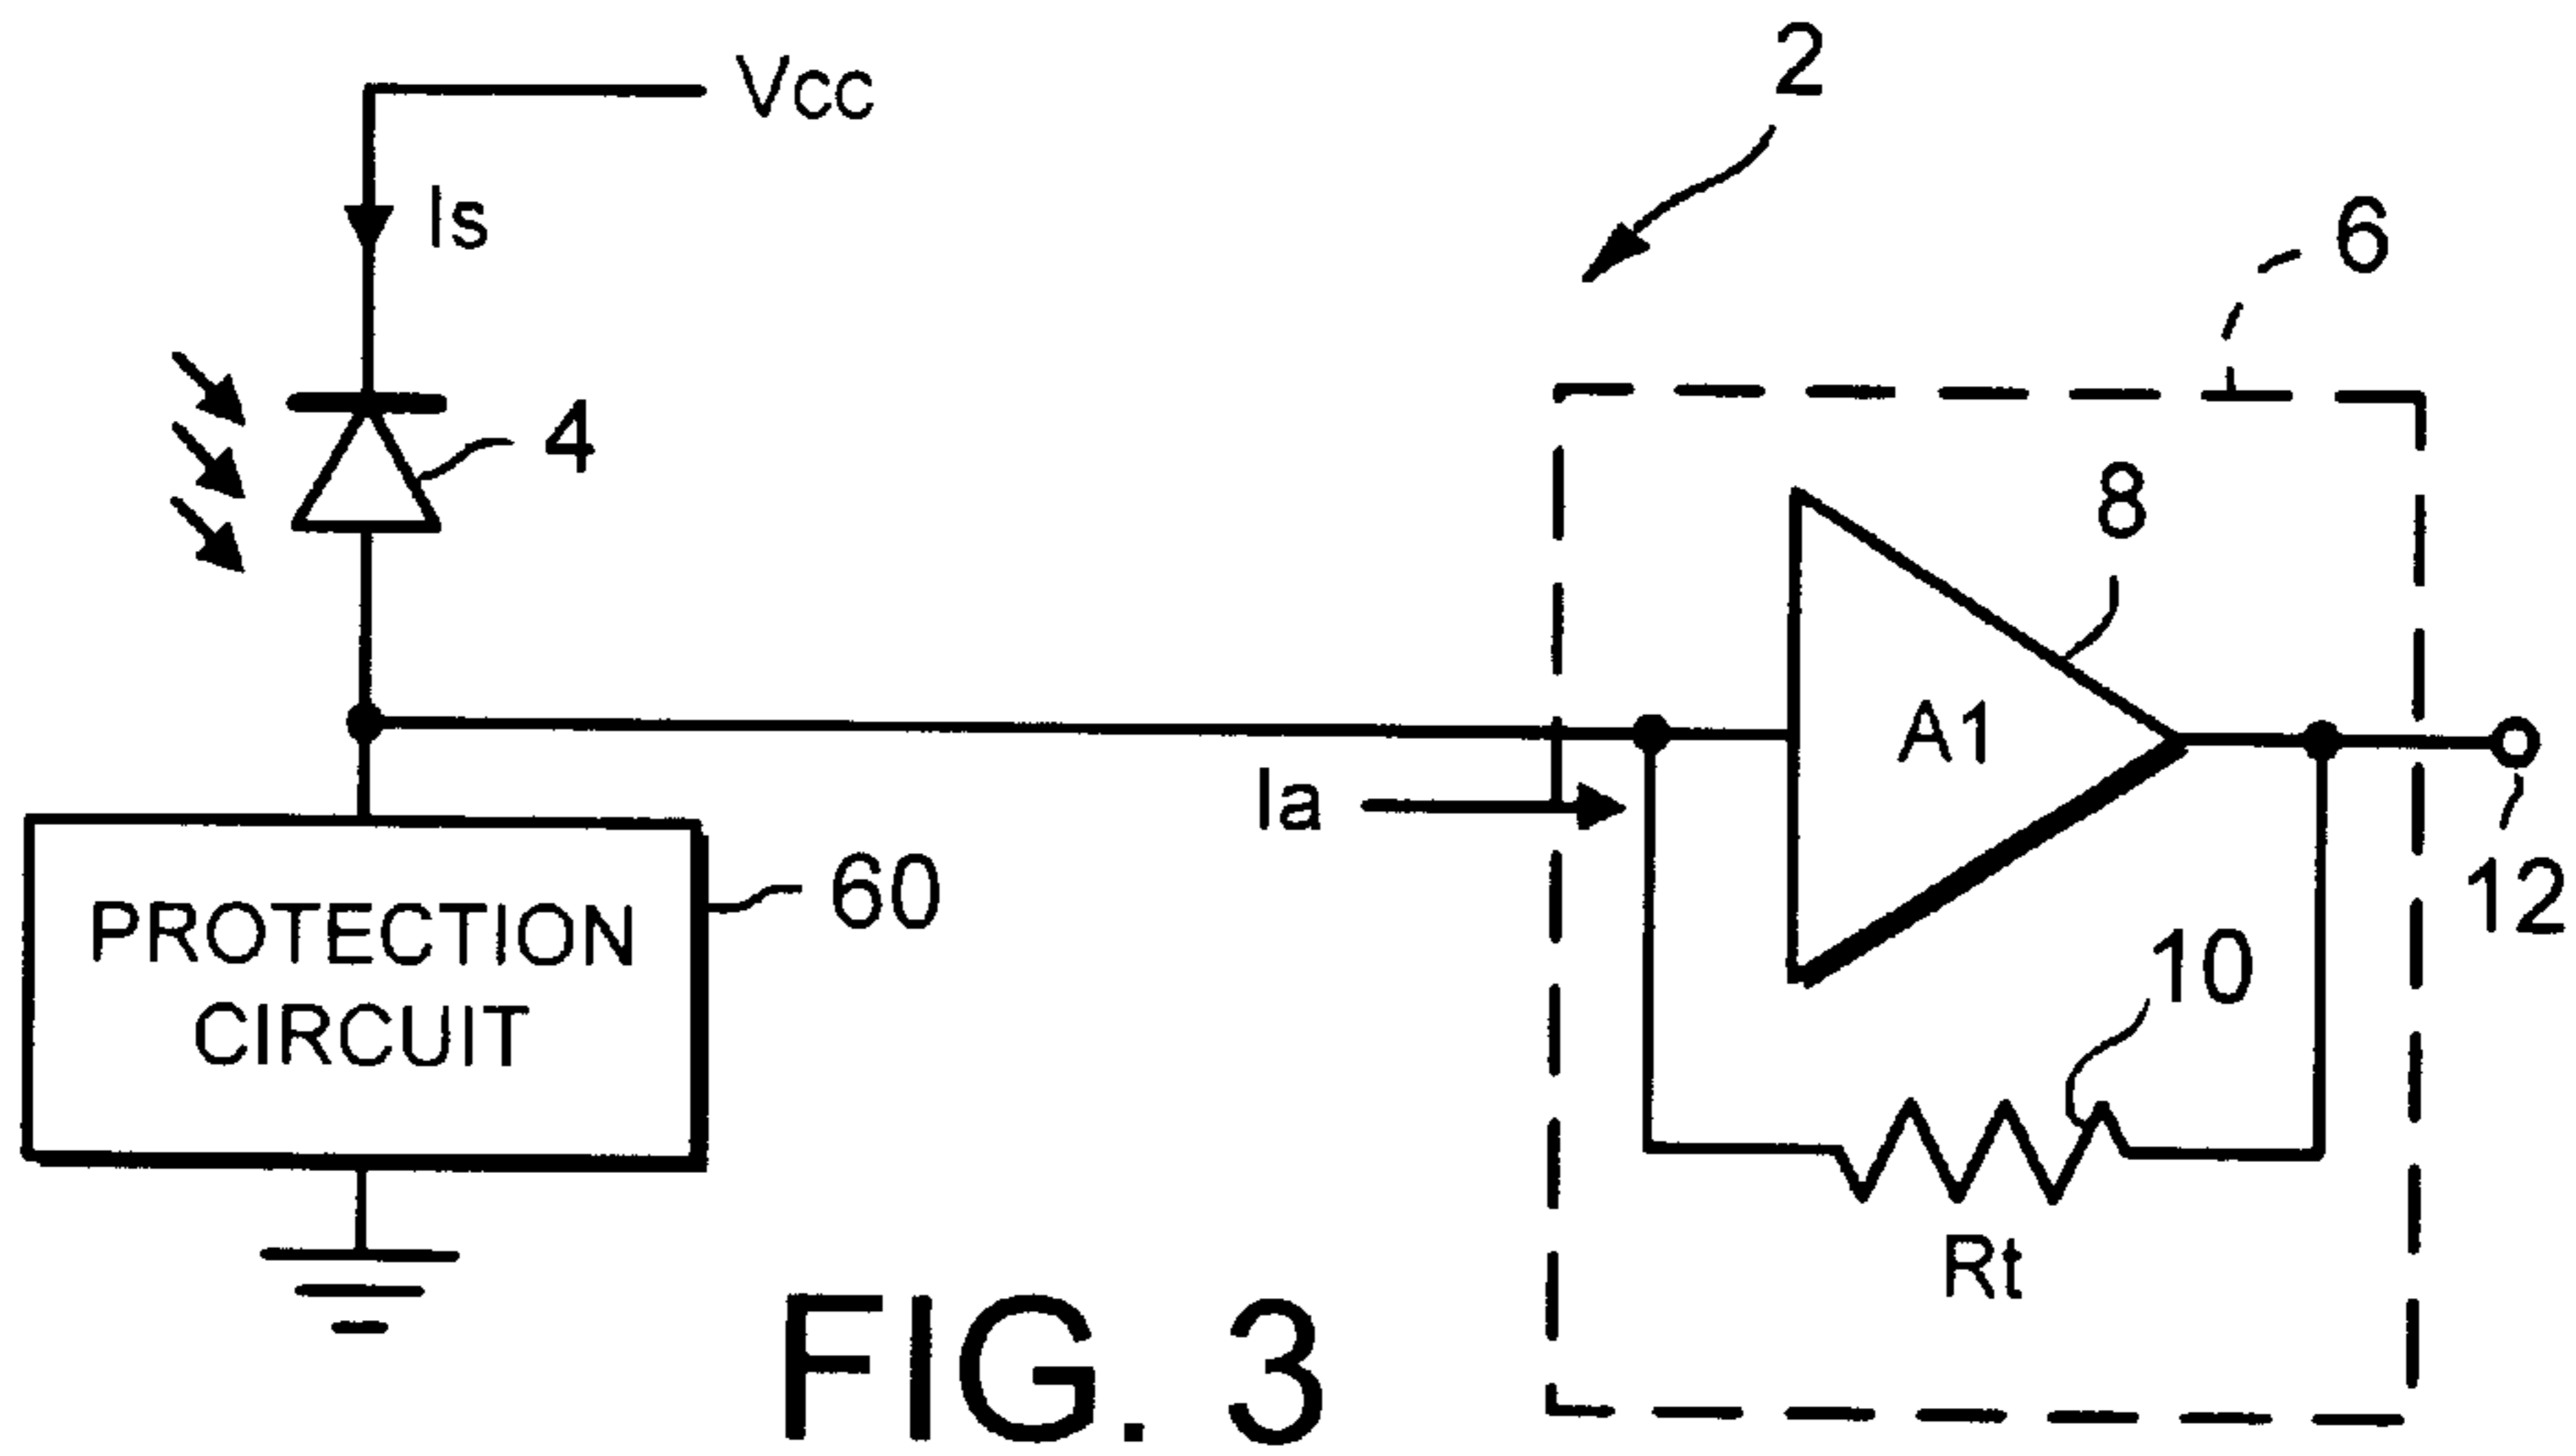 2
Vcc
Is
6
4
8
A1
Ia
12
60
PROTECTION
CIRCUIT
10
Rt
FIG. 3